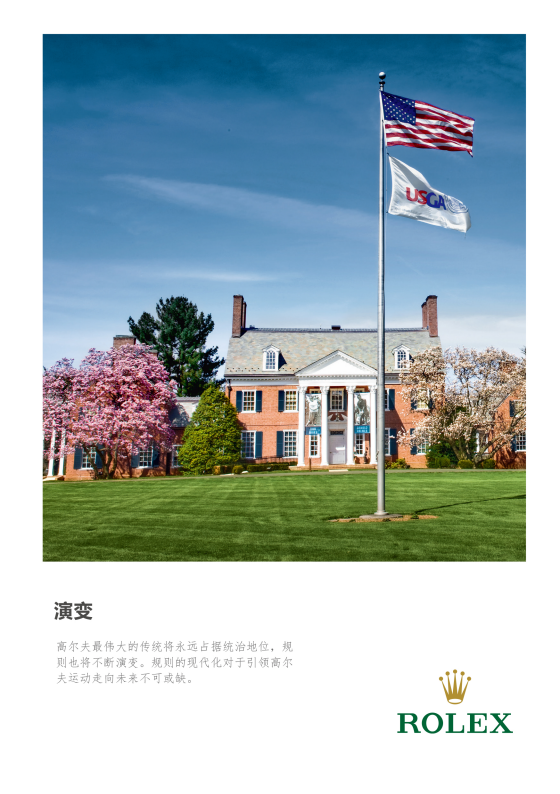 USGA
演变
高尔夫最伟大的传统将永远占据统治地位，规
则也将不断演变。规则的现代化对于引领高尔
夫运动走向未来不可或缺。
ROLEX